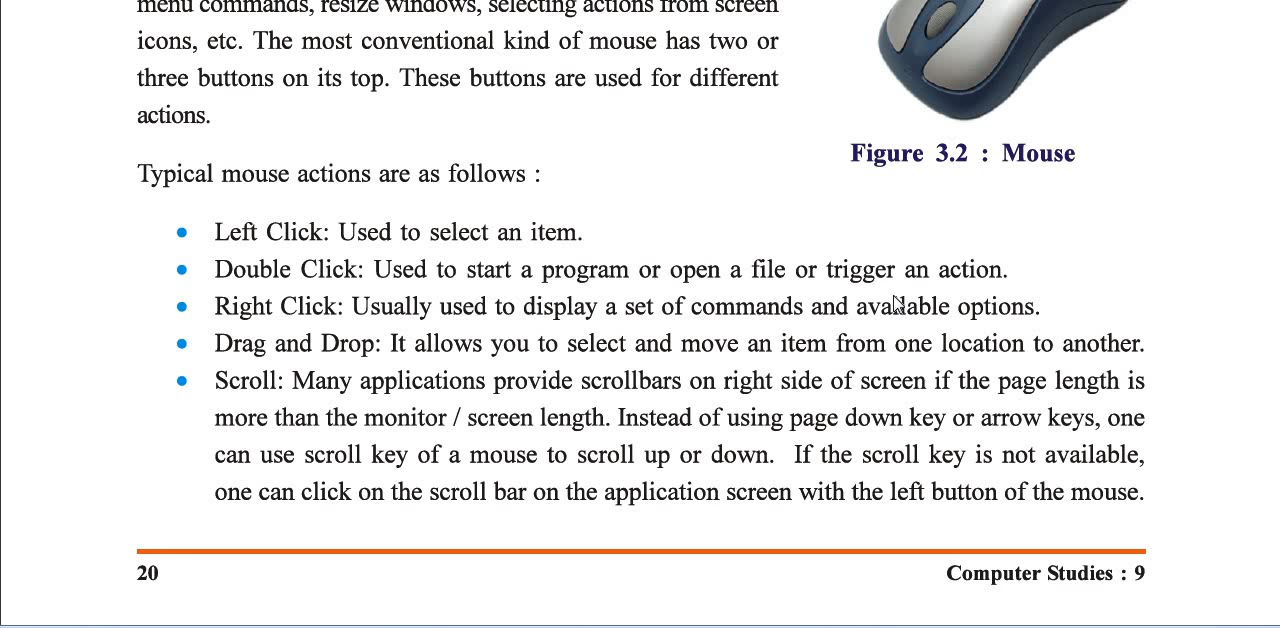 menu commands, resize windows, selecting actions from screen
icons, etc. The most conventional kind of mouse has two or
three buttons on its top. These buttons are used for different
actions.
Figure 3.2 : Mouse
Typical mouse actions are as follows :
• Left Click: Used to select an item.
• Double Click: Used to start a program or open a file or trigger an action.
• Right Click: Usually used to display a set of commands and available options.
• Drag and Drop: It allows you to select and move an item from one location to another.
• Scroll: Many applications provide scrollbars on right side of screen if the page length is
more than the monitor / screen length. Instead of using page down key or arrow keys, one
can use scroll key of a mouse to scroll up or down. If the scroll key is not available,
one can click on the scroll bar on the application screen with the left button of the mouse.
20
Computer Studies : 9